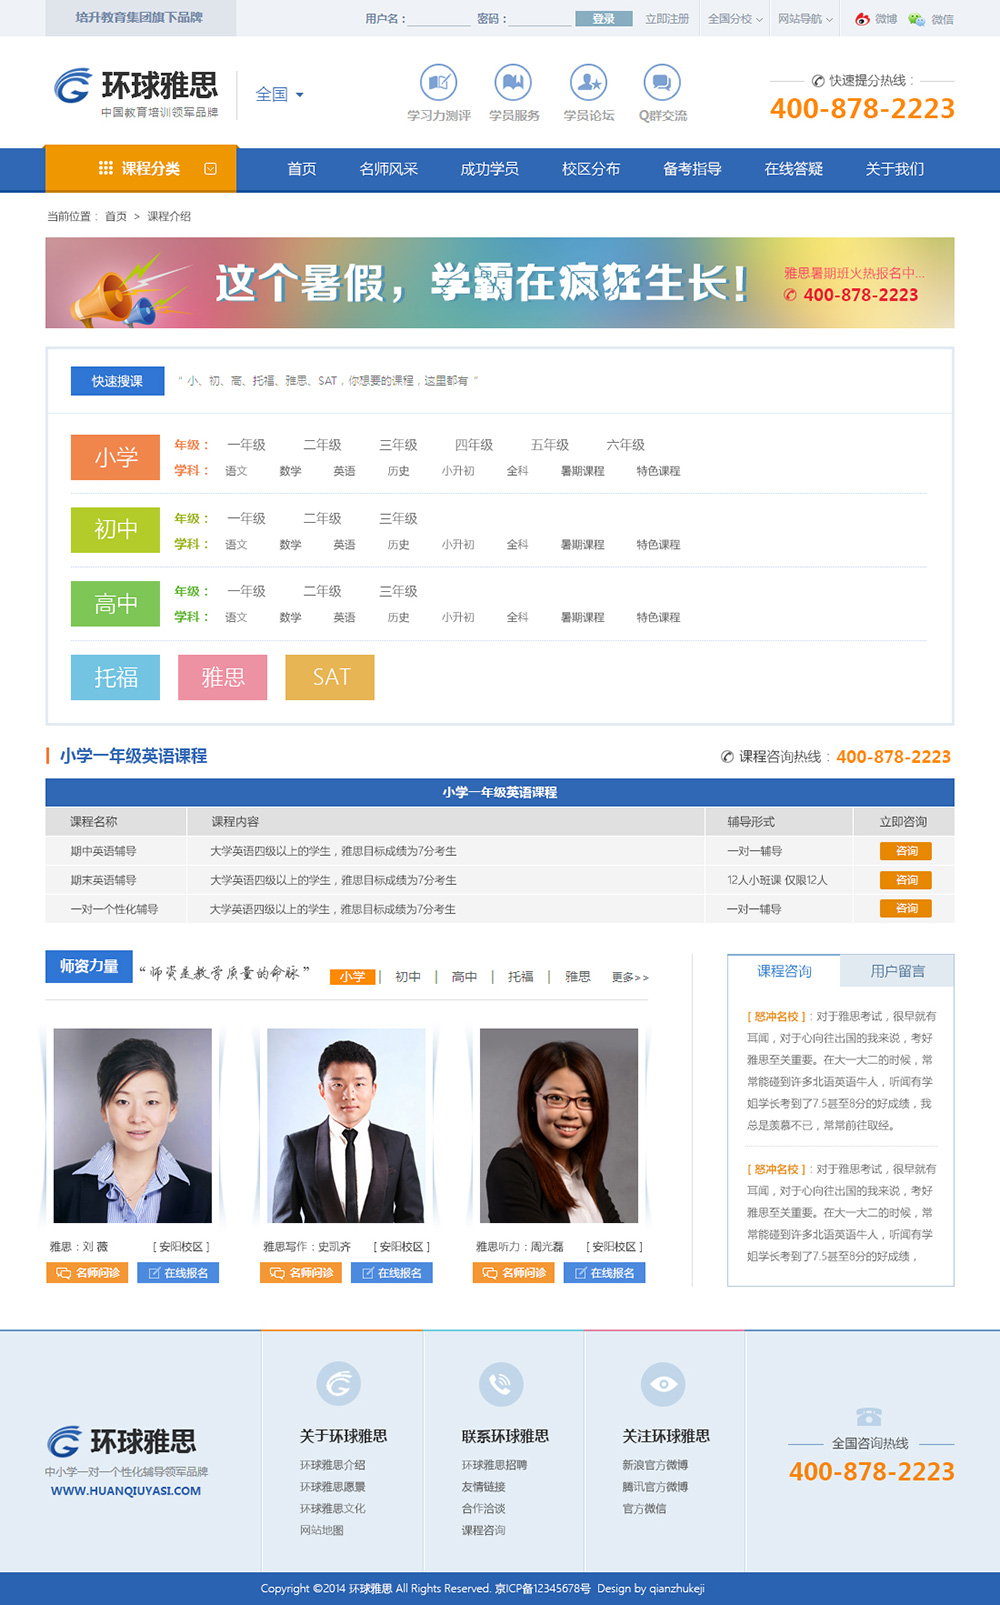 培升教育集团旗下品牌 用户名： 密码： 登录 立即注册 全国分校 网站导航 微博 微信
环球雅思
中国教育培训领军品牌
全国
学习力测评 学员服务 学员论坛 Q群交流
快速提分热线：
400-878-2223
课程分类 首页 名师风采 成功学员 校区分布 备考指导 在线答疑 关于我们
当前位置： 首页 > 课程介绍
这个暑假，学霸在疯狂生长！
雅思暑期班火热报名中...
400-878-2223
快速搜课 “ 小、初、高、托福、雅思、SAT，你想要的课程，这里都有 ”
小学
年级： 一年级 二年级 三年级 四年级 五年级 六年级
学科： 语文 数学 英语 历史 小升初 全科 暑期课程 特色课程
初中
年级： 一年级 二年级 三年级
学科： 语文 数学 英语 历史 小升初 全科 暑期课程 特色课程
高中
年级： 一年级 二年级 三年级
学科： 语文 数学 英语 历史 小升初 全科 暑期课程 特色课程
托福 雅思 SAT
小学一年级英语课程 课程咨询热线：400-878-2223
小学一年级英语课程
课程名称 课程内容 辅导形式 立即咨询
期中英语辅导 大学英语四级以上的学生，雅思目标成绩为7分考生 一对一辅导 咨询
期末英语辅导 大学英语四级以上的学生，雅思目标成绩为7分考生 12人小班课 仅限12人 咨询
一对一个性化辅导 大学英语四级以上的学生，雅思目标成绩为7分考生 一对一辅导 咨询
师资力量 “师资是教学质量的命脉” 小学 | 初中 | 高中 | 托福 | 雅思 更多>>
雅思：刘 薇 [ 安阳校区 ]
名师问诊 在线报名
雅思写作：史凯齐 [ 安阳校区 ]
名师问诊 在线报名
雅思听力：周光磊 [ 安阳校区 ]
名师问诊 在线报名
课程咨询 用户留言
[ 怒冲名校 ]：对于雅思考试，很早就有
耳闻，对于心向往出国的我来说，考好
雅思至关重要。在大一大二的时候，常
常能碰到许多北语英语牛人，听闻有学
姐学长考到了7.5甚至8分的好成绩，我
总是羡慕不已，常常前往取经。
[ 怒冲名校 ]：对于雅思考试，很早就有
耳闻，对于心向往出国的我来说，考好
雅思至关重要。在大一大二的时候，常
常能碰到许多北语英语牛人，听闻有学
姐学长考到了7.5甚至8分的好成绩，
环球雅思
中小学一对一个性化辅导领军品牌
WWW.HUANQIUYASI.COM
关于环球雅思
环球雅思介绍
环球雅思愿景
环球雅思文化
网站地图
联系环球雅思
环球雅思招聘
友情链接
合作洽谈
课程咨询
关注环球雅思
新浪官方微博
腾讯官方微博
官方微信
全国咨询热线
400-878-2223
Copyright ©2014 环球雅思 All Rights Reserved. 京ICP备12345678号 Design by qianzhukeji